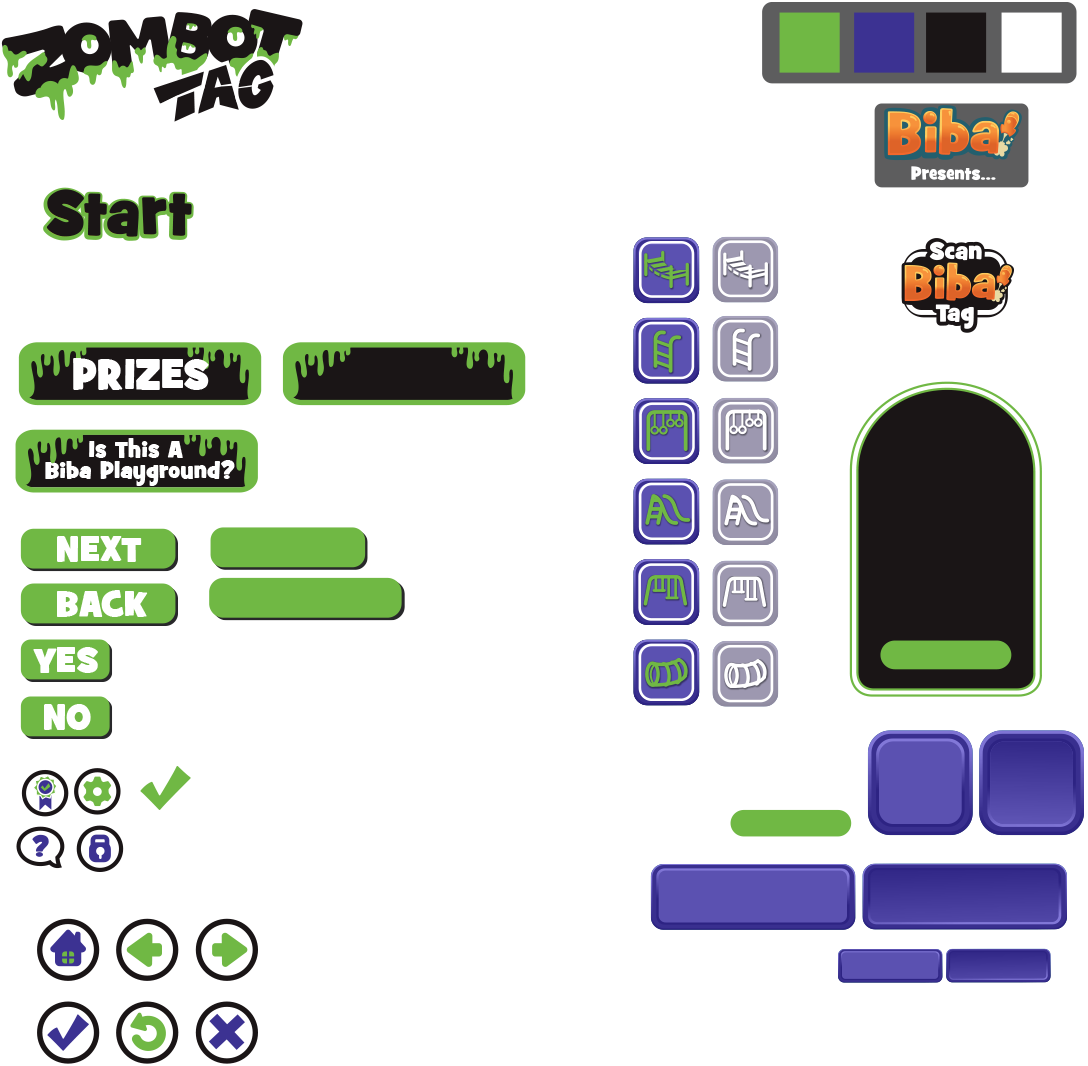 ZOMBOT
TAG
Biba
Presents...
Start
Scan
Biba
Tag
PRIZES
Is This A
Biba Playground?
NEXT
BACK
YES
NO
?